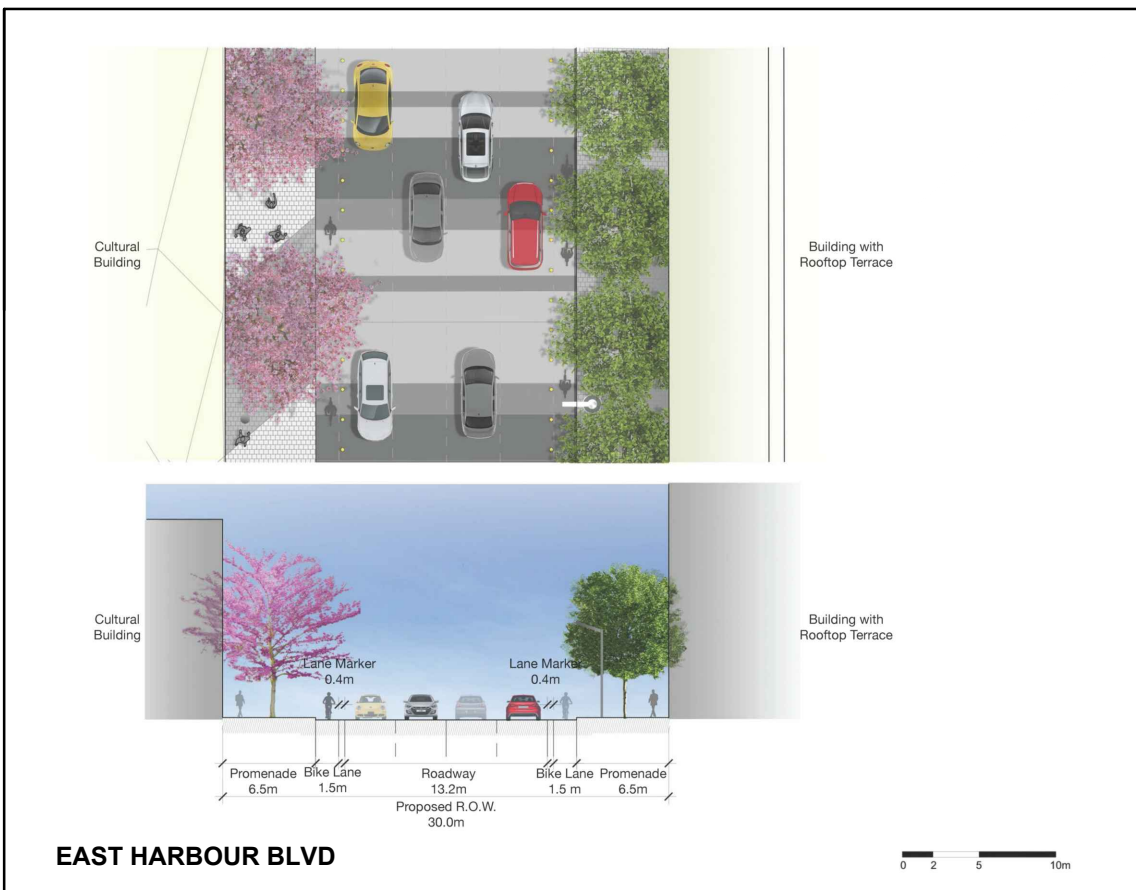 Cultural
Building
Building with
Rooftop Terrace
Cultural
Building
Building with
Rooftop Terrace
Lane Marker
0.4m
Lane Marker
0.4m
Promenade
6.5m
Bike Lane
1.5m
Roadway
13.2m
Bike Lane
1.5 m
Promenade
6.5m
Proposed R.O.W.
30.0m
EAST HARBOUR BLVD
0 2 5 10m